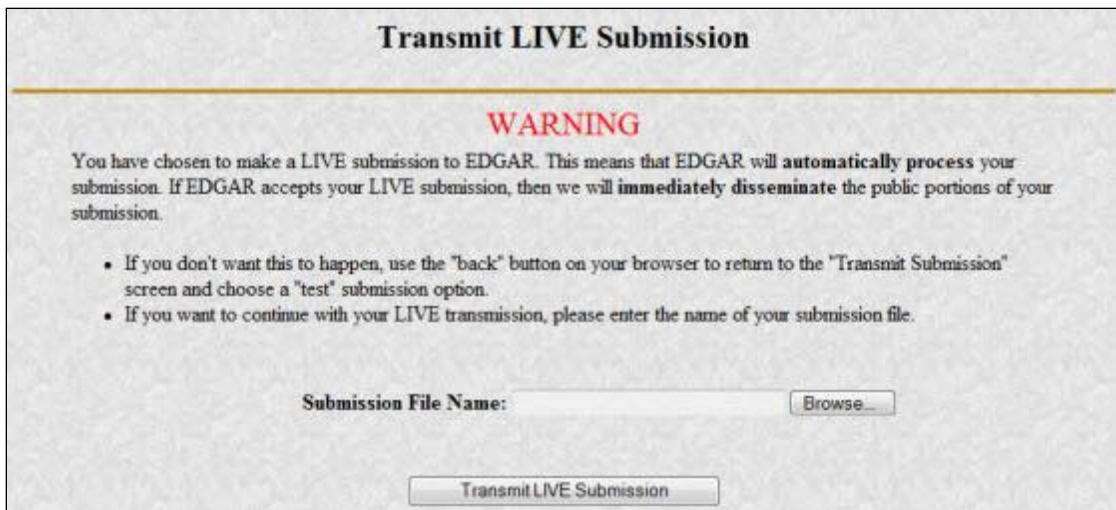 Transmit LIVE Submission
WARNING
You have chosen to make a LIVE submission to EDGAR. This means that EDGAR will automatically process your
submission. If EDGAR accepts your LIVE submission, then we will immediately disseminate the public portions of your
submission.
• If you don't want this to happen, use the "back" button on your browser to return to the "Transmit Submission"
screen and choose a "test" submission option.
• If you want to continue with your LIVE transmission, please enter the name of your submission file.
Submission File Name: Browse...
Transmit LIVE Submission